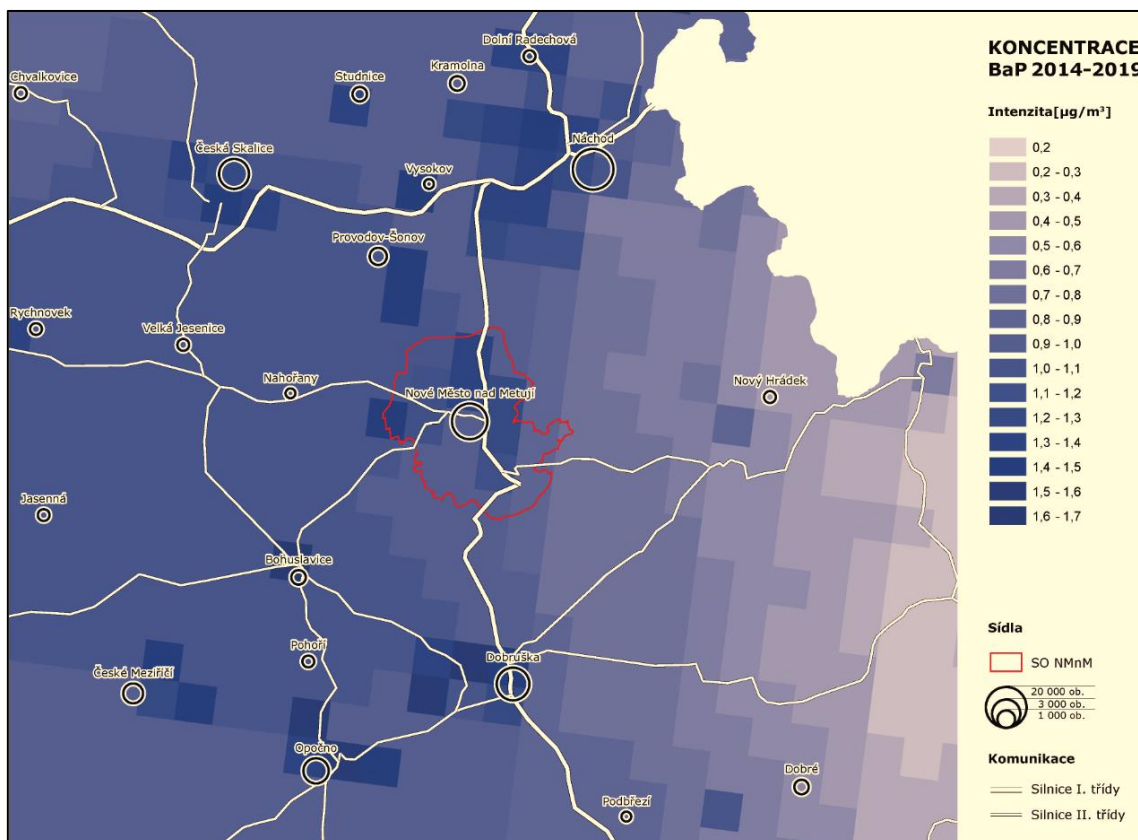 KONCENTRACE
BaP 2014-2019
Intenzita[µg/m³]
0,2
0,2 - 0,3
0,3 - 0,4
0,4 - 0,5
0,5 - 0,6
0,6 - 0,7
0,7 - 0,8
0,8 - 0,9
0,9 - 1,0
1,0 - 1,1
1,1 - 1,2
1,2 - 1,3
1,3 - 1,4
1,4 - 1,5
1,5 - 1,6
1,6 - 1,7
Sídla
SO NMnM
20 000 ob.
3 000 ob.
1 000 ob.
Komunikace
Silnice I. třídy
Silnice II. třídy
Dolní Radechová
Kramolna
Studnice
Chvalkovice
Náchod
Česká Skalice
Vysokov
Provodov-Šonov
Rychnovek
Velká Jesenice
Nahořany
Nové Město nad Metují
Nový Hrádek
Jasenná
Bohuslavice
Pohoří
České Meziříčí
Dobruška
Opočno
Dobré
Podbřezí